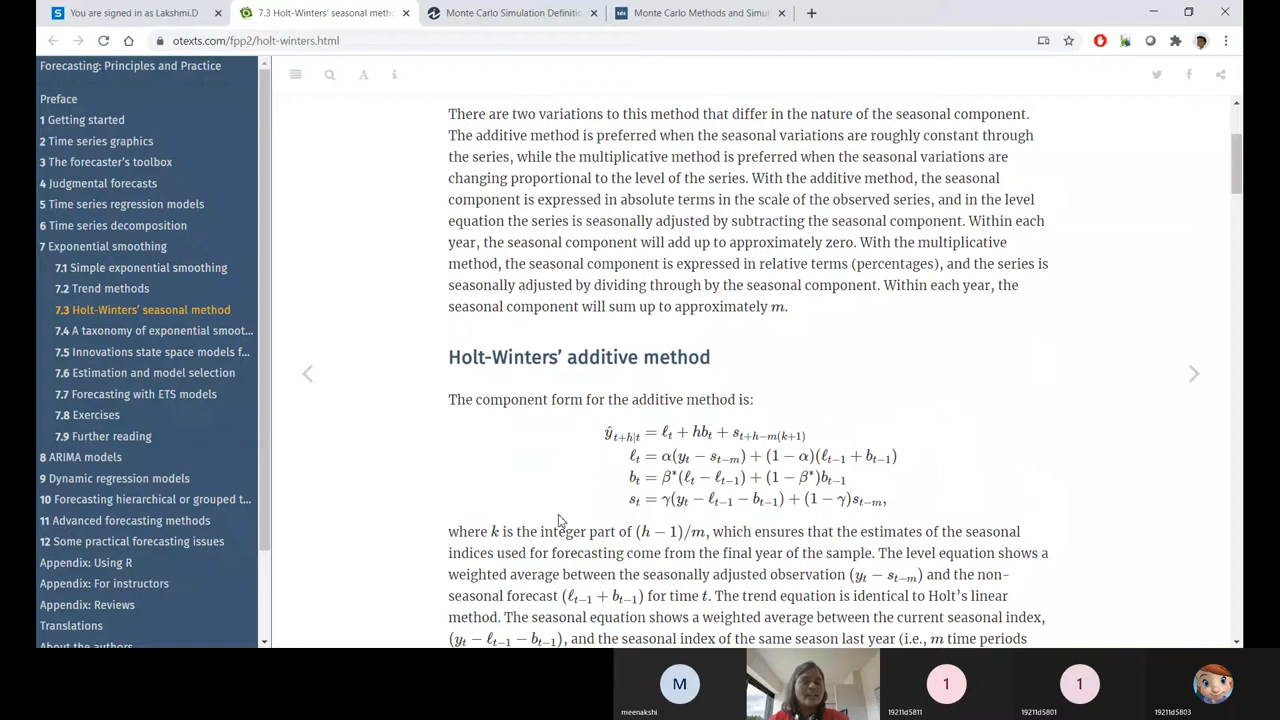 You are signed in as Lakshmi.D
7.3 Holt-Winters' seasonal metho
Monte Carlo Simulation Definitio
Monte Carlo Methods and Simul
otexts.com/fpp2/holt-winters.html
Forecasting: Principles and Practice
Preface
1 Getting started
2 Time series graphics
3 The forecaster's toolbox
4 Judgmental forecasts
5 Time series regression models
6 Time series decomposition
7 Exponential smoothing
7.1 Simple exponential smoothing
7.2 Trend methods
7.3 Holt-Winters' seasonal method
7.4 A taxonomy of exponential smoot...
7.5 Innovations state space models f...
7.6 Estimation and model selection
7.7 Forecasting with ETS models
7.8 Exercises
7.9 Further reading
8 ARIMA models
9 Dynamic regression models
10 Forecasting hierarchical or grouped t...
11 Advanced forecasting methods
12 Some practical forecasting issues
Appendix: Using R
Appendix: For instructors
Appendix: Reviews
Translations
About the authors
There are two variations to this method that differ in the nature of the seasonal component.
The additive method is preferred when the seasonal variations are roughly constant through
the series, while the multiplicative method is preferred when the seasonal variations are
changing proportional to the level of the series. With the additive method, the seasonal
component is expressed in absolute terms in the scale of the observed series, and in the level
equation the series is seasonally adjusted by subtracting the seasonal component. Within each
year, the seasonal component will add up to approximately zero. With the multiplicative
method, the seasonal component is expressed in relative terms (percentages), and the series is
seasonally adjusted by dividing through by the seasonal component. Within each year, the
seasonal component will sum up to approximately m.
Holt-Winters' additive method
The component form for the additive method is:
ŷ_{t+h|t} = ℓ_t + hb_t + s_{t+h−m(k+1)}
ℓ_t = α(y_t − s_{t−m}) + (1 − α)(ℓ_{t−1} + b_{t−1})
b_t = β*(ℓ_t − ℓ_{t−1}) + (1 − β*)b_{t−1}
s_t = γ(y_t − ℓ_{t−1} − b_{t−1}) + (1 − γ)s_{t−m},
where k is the integer part of (h − 1)/m, which ensures that the estimates of the seasonal
indices used for forecasting come from the final year of the sample. The level equation shows a
weighted average between the seasonally adjusted observation (y_t − s_{t−m}) and the non-
seasonal forecast (ℓ_{t−1} + b_{t−1}) for time t. The trend equation is identical to Holt's linear
method. The seasonal equation shows a weighted average between the current seasonal index,
(y_t − ℓ_{t−1} − b_{t−1}), and the seasonal index of the same season last year (i.e., m time periods
M
meenakshi
1
19211d5811
1
19211d5801
19211d5803